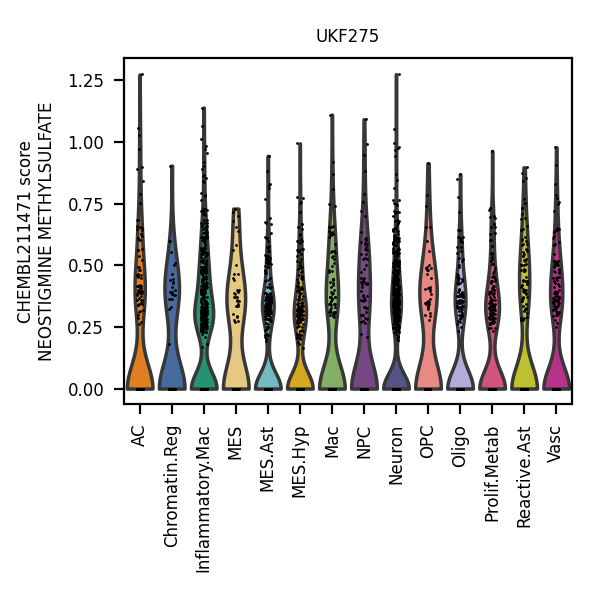 UKF275
CHEMBL211471 score
NEOSTIGMINE METHYLSULFATE
1.25
1.00
0.75
0.50
0.25
0.00
AC
Chromatin.Reg
Inflammatory.Mac
MES
MES.Ast
MES.Hyp
Mac
NPC
Neuron
OPC
Oligo
Prolif.Metab
Reactive.Ast
Vasc